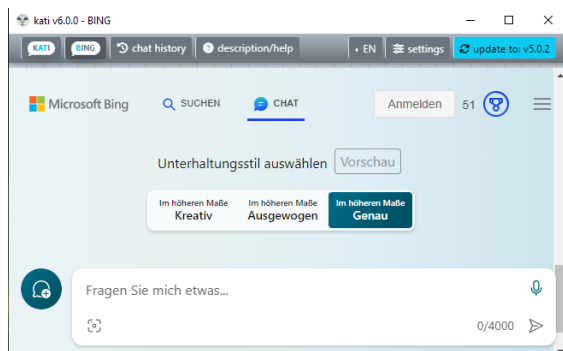 kati v6.0.0 - BING
KATI BING chat history description/help EN settings update to: v5.0.2
Microsoft Bing SUCHEN CHAT Anmelden 51
Unterhaltungsstil auswählen Vorschau
Im höheren Maße Im höheren Maße Im höheren Maße
Kreativ Ausgewogen Genau
Fragen Sie mich etwas...
0/4000